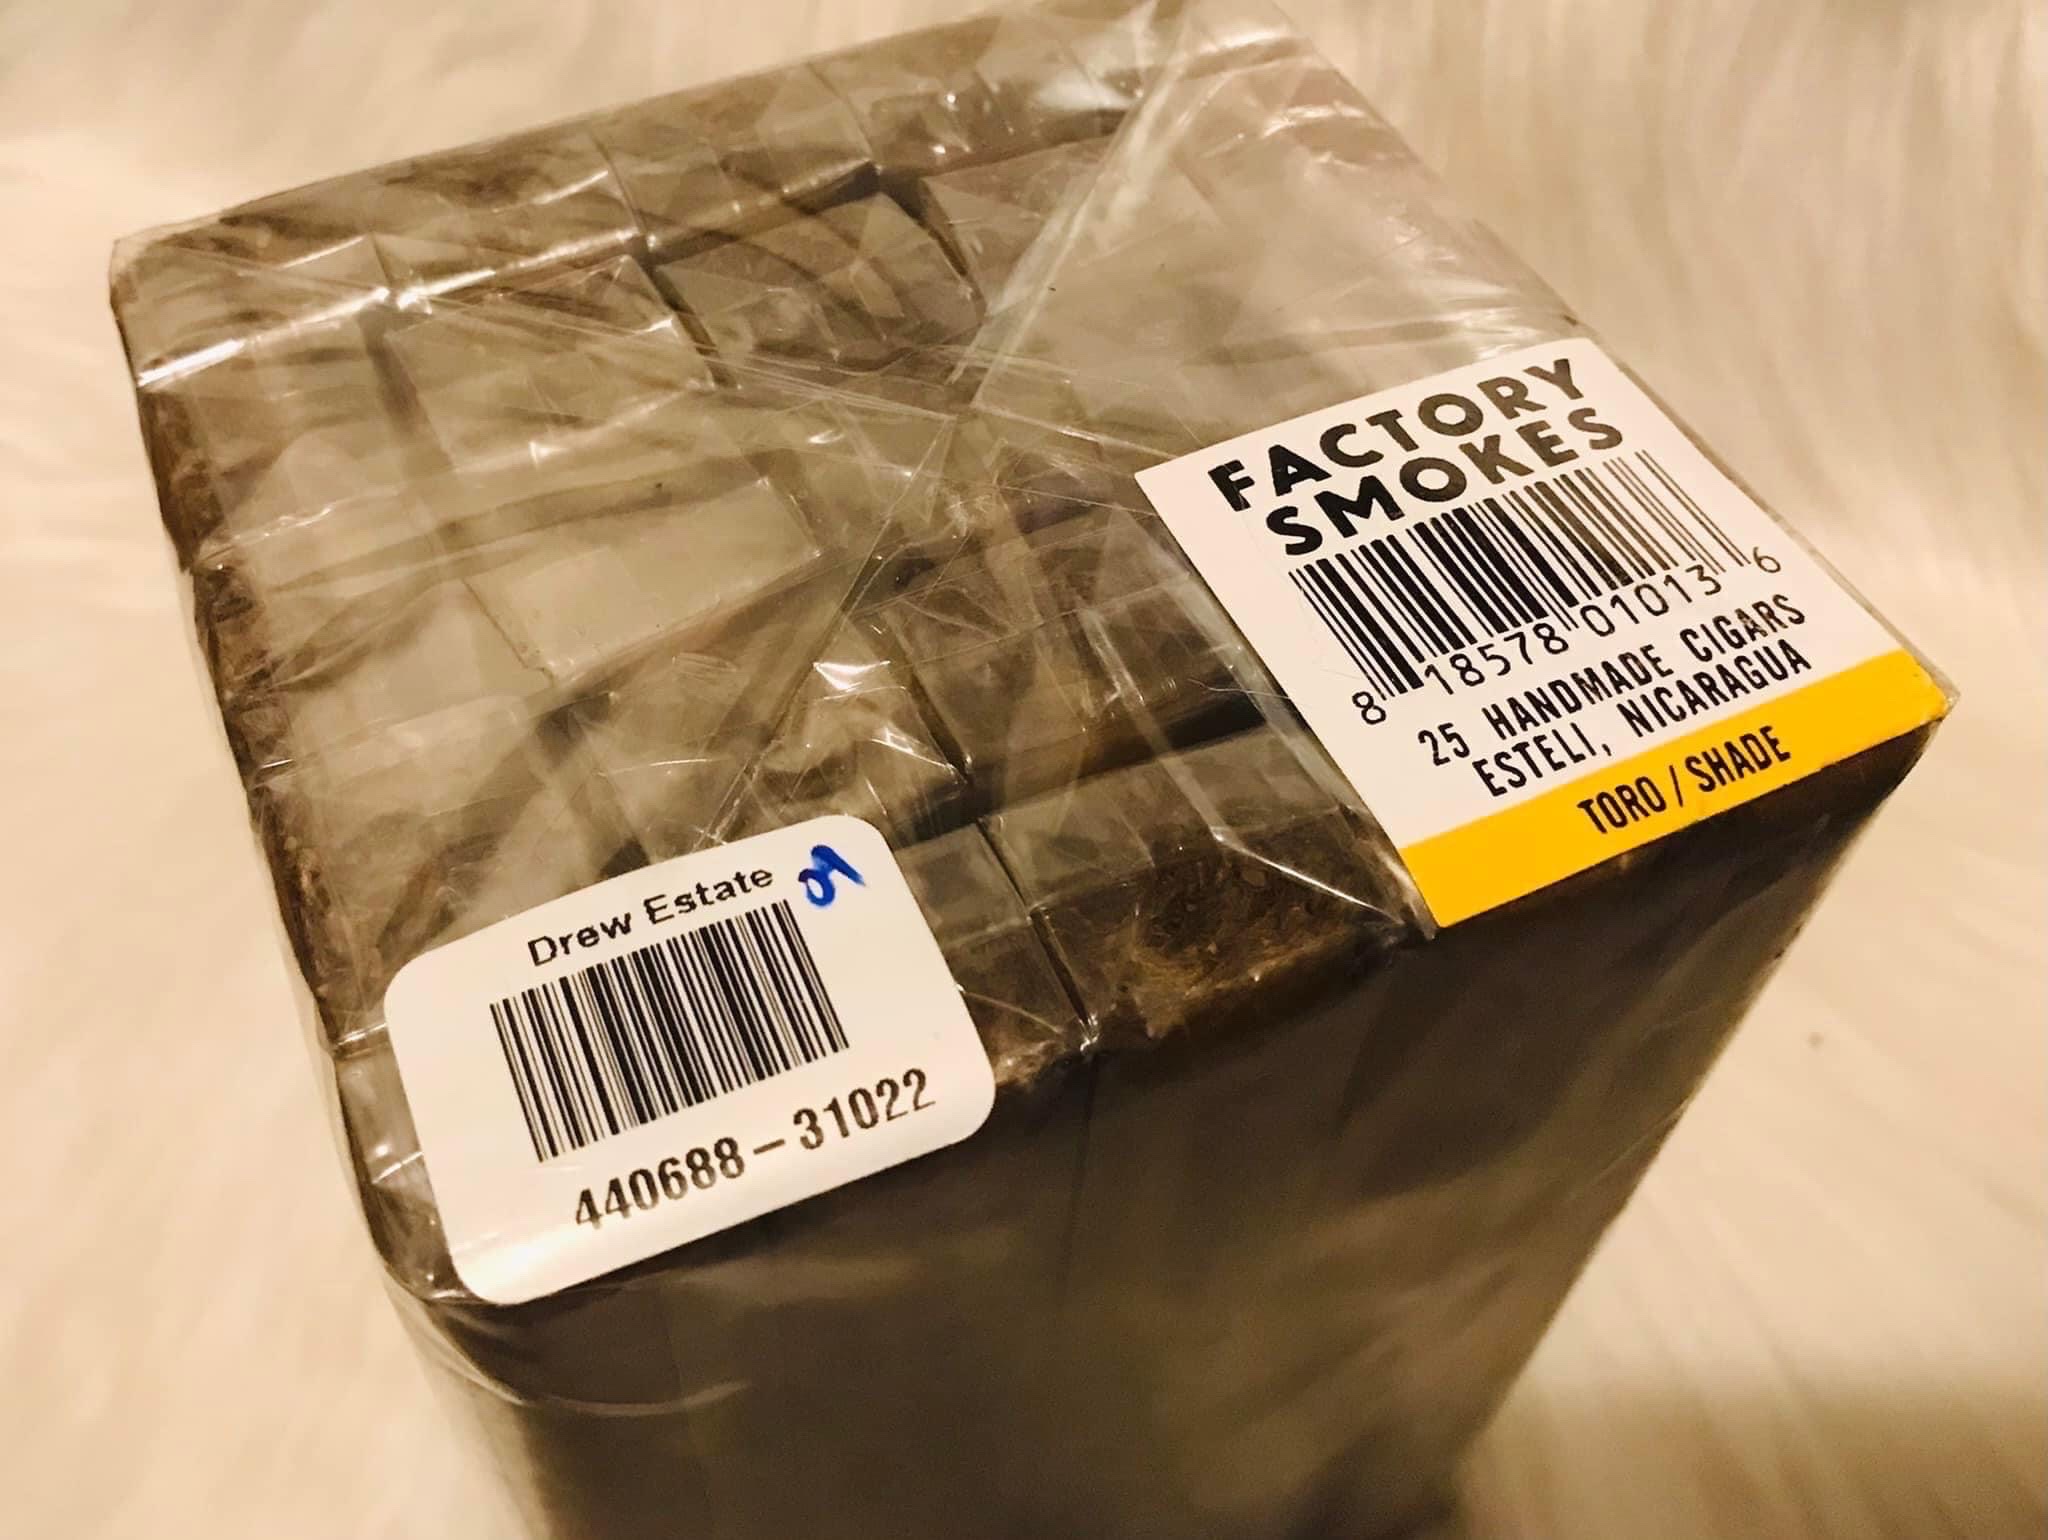 FACTORY
SMOKES
8 18578 01013 6
25 HANDMADE CIGARS
ESTELI, NICARAGUA
TORO / SHADE
Drew Estate
440688-31022